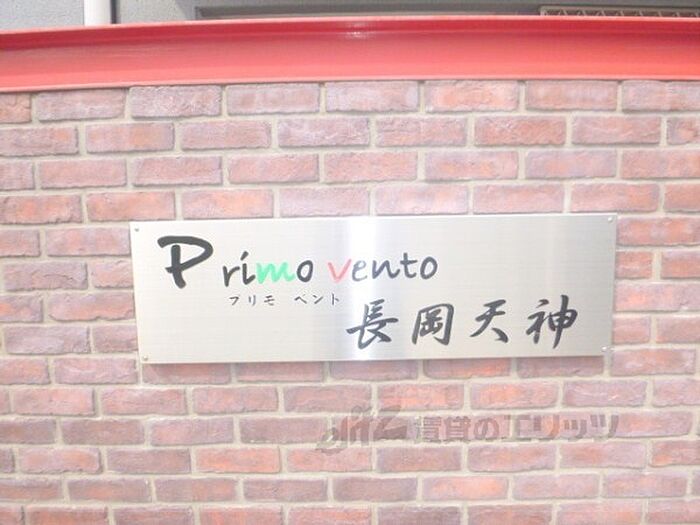 Primo vento
プリモ ベント
長岡天神
elitz 賃貸のエリッツ